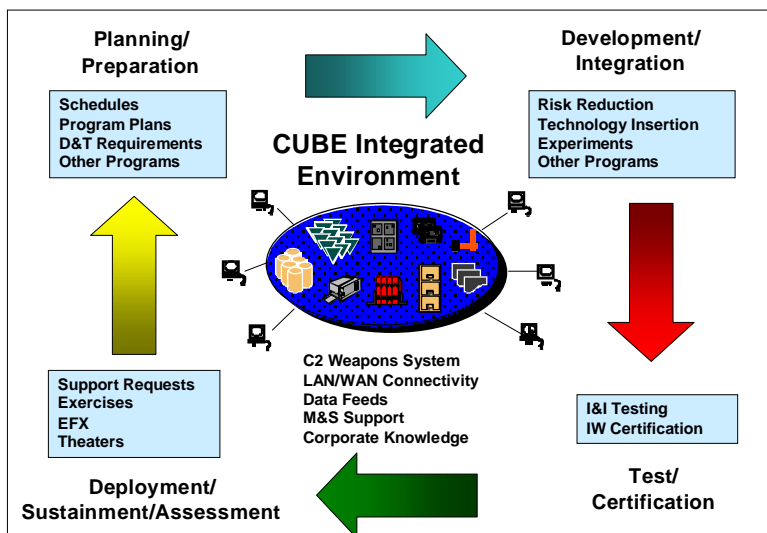 Planning/
Preparation
Schedules
Program Plans
D&T Requirements
Other Programs
Development/
Integration
Risk Reduction
Technology Insertion
Experiments
Other Programs
CUBE Integrated
Environment
C2 Weapons System
LAN/WAN Connectivity
Data Feeds
M&S Support
Corporate Knowledge
Support Requests
Exercises
EFX
Theaters
Deployment/
Sustainment/Assessment
I&I Testing
IW Certification
Test/
Certification